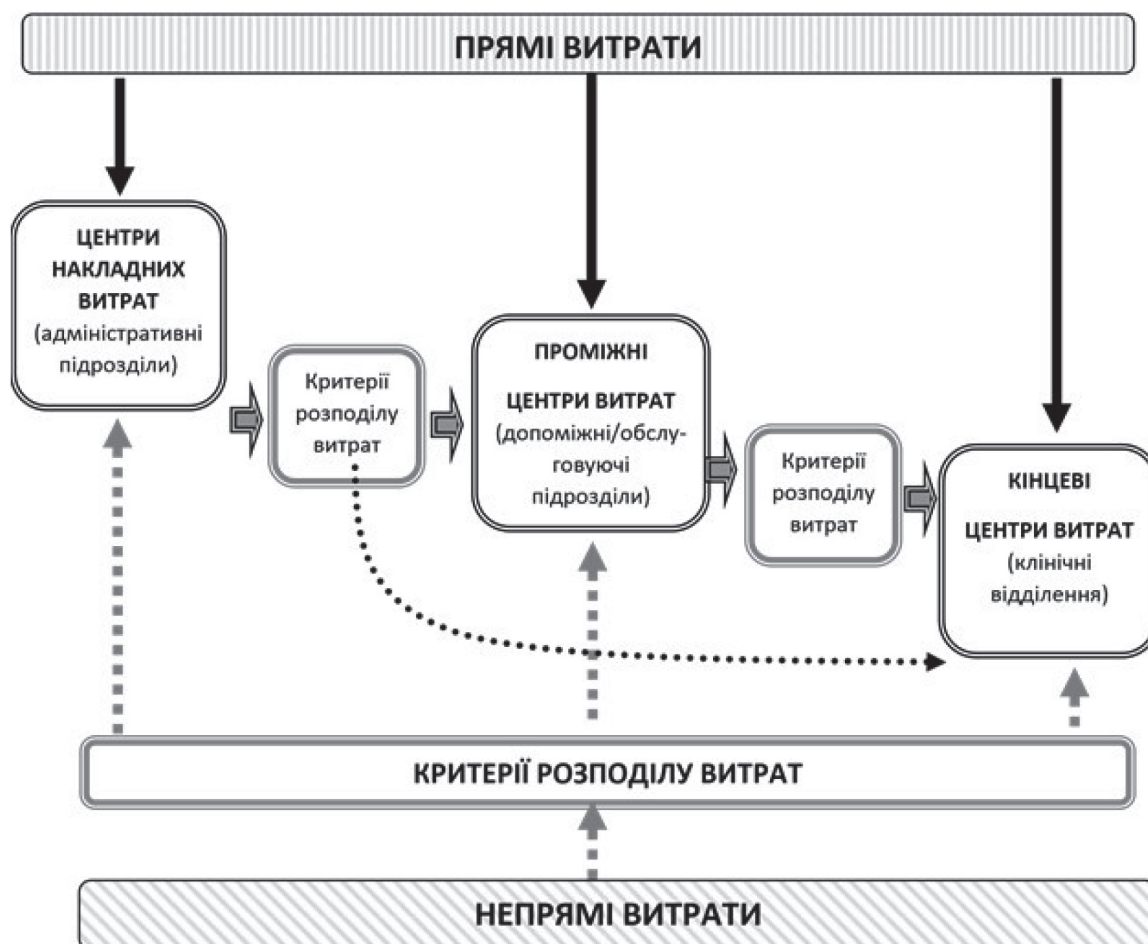 ПРЯМІ ВИТРАТИ
ЦЕНТРИ
НАКЛАДНИХ
ВИТРАТ
(адміністративні
підрозділи)
Критерії
розподілу
витрат
ПРОМІЖНІ
ЦЕНТРИ ВИТРАТ
(допоміжні/обслу-
говуючі
підрозділи)
Критерії
розподілу
витрат
КІНЦЕВІ
ЦЕНТРИ ВИТРАТ
(клінічні
відділення)
КРИТЕРІЇ РОЗПОДІЛУ ВИТРАТ
НЕПРЯМІ ВИТРАТИ